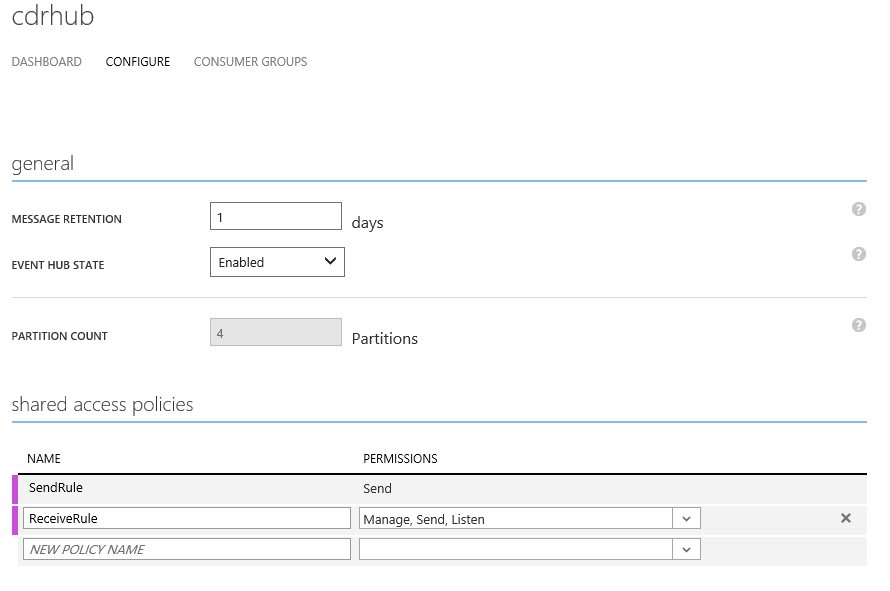 cdrhub
DASHBOARD CONFIGURE CONSUMER GROUPS
general
MESSAGE RETENTION 1 days ?
EVENT HUB STATE Enabled ?
PARTITION COUNT 4 Partitions ?
shared access policies
NAME PERMISSIONS
SendRule Send
ReceiveRule Manage, Send, Listen
NEW POLICY NAME